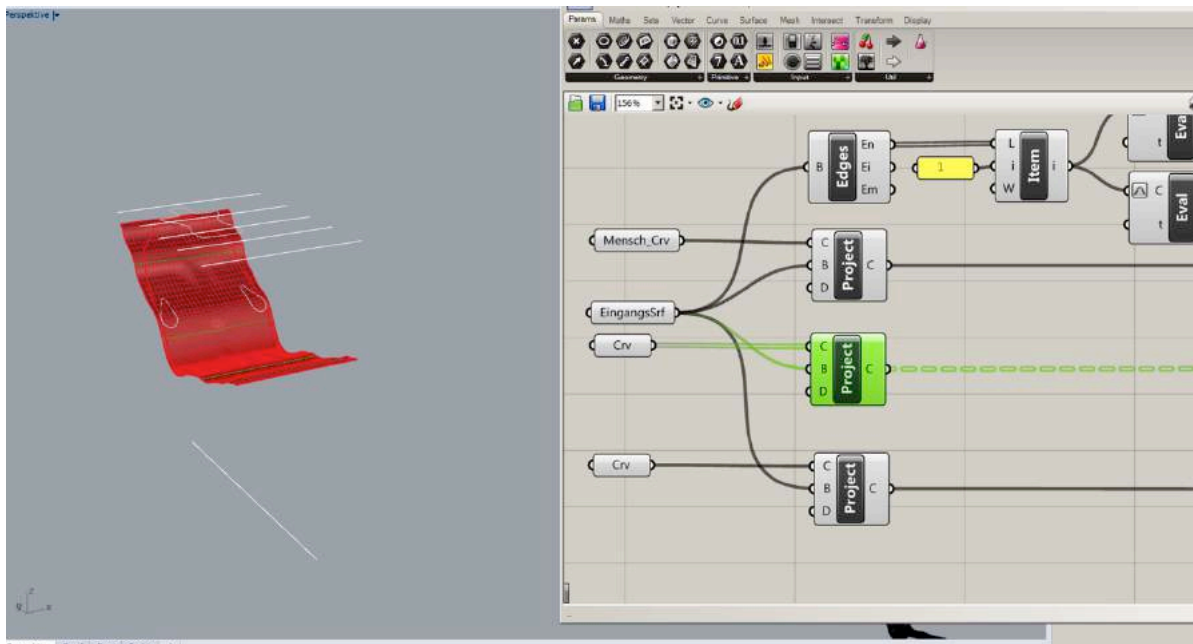 Perspektive
Params Maths Sets Vector Curve Surface Mesh Intersect Transform Display
Geometry Primitive Input Util
156%
En
B Edges Ei
Em
1
L
i Item i
W
Eva
t
C Eval
t
Mensch_Crv
C
B Project C
D
EingangsSrf
Crv
C
B Project C
D
Crv
C
B Project C
D
z
x